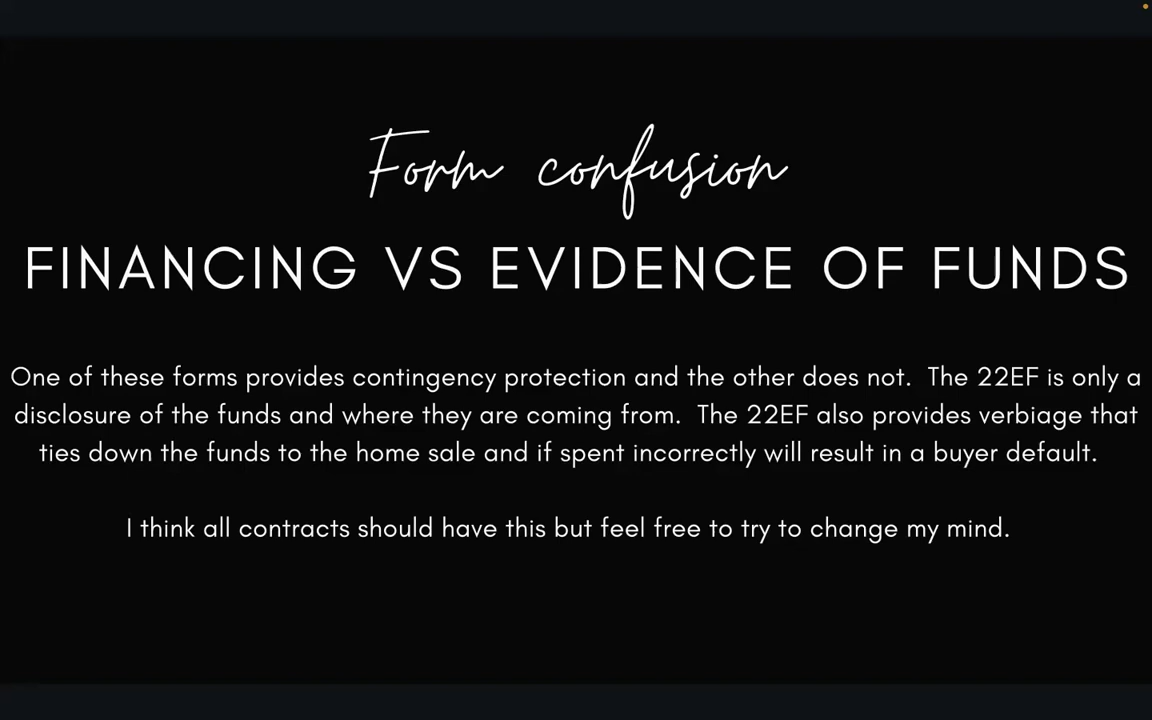 Form confusion
FINANCING VS EVIDENCE OF FUNDS
One of these forms provides contingency protection and the other does not.  The 22EF is only a
disclosure of the funds and where they are coming from.  The 22EF also provides verbiage that
ties down the funds to the home sale and if spent incorrectly will result in a buyer default.
I think all contracts should have this but feel free to try to change my mind.